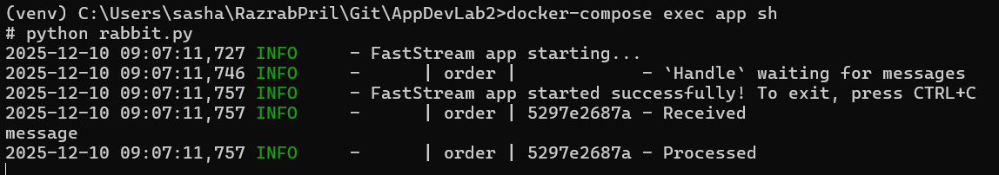 (venv) C:\Users\sasha\RazrabPril\Git\AppDevLab2>docker-compose exec app sh
# python rabbit.py
2025-12-10 09:07:11,727 INFO     - FastStream app starting...
2025-12-10 09:07:11,746 INFO     -      | order |            - `Handle` waiting for messages
2025-12-10 09:07:11,757 INFO     - FastStream app started successfully! To exit, press CTRL+C
2025-12-10 09:07:11,757 INFO     -      | order | 5297e2687a - Received
message
2025-12-10 09:07:11,757 INFO     -      | order | 5297e2687a - Processed